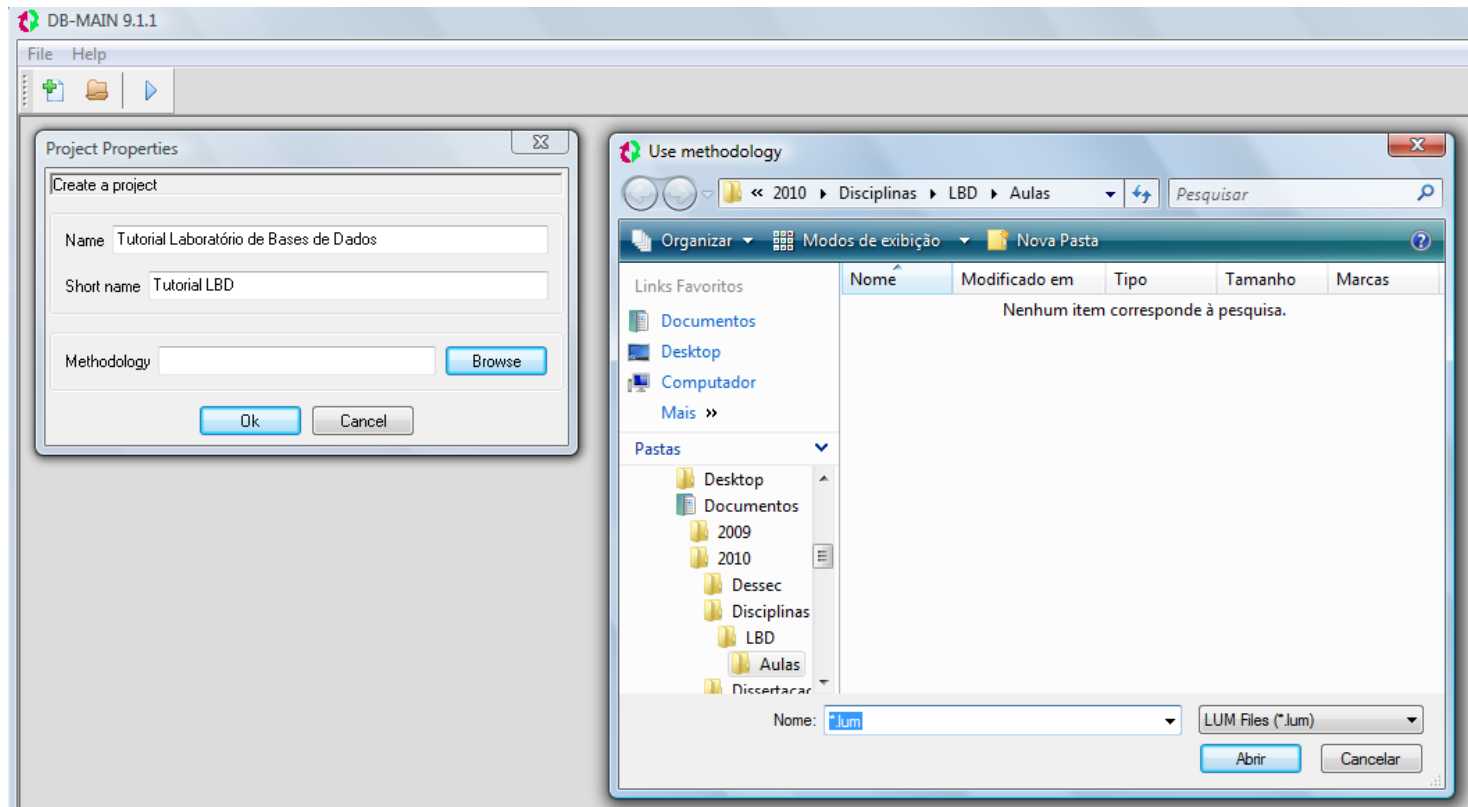 DB-MAIN 9.1.1
File Help
Project Properties
Create a project
Name Tutorial Laboratório de Bases de Dados
Short name Tutorial LBD
Methodology Browse
Ok Cancel
Use methodology
« 2010 Disciplinas LBD Aulas Pesquisar
Organizar Modos de exibição Nova Pasta
Links Favoritos
Documentos
Desktop
Computador
Mais »
Pastas
Desktop
Documentos
2009
2010
Dessec
Disciplinas
LBD
Aulas
Dissertacac
Nome Modificado em Tipo Tamanho Marcas
Nenhum item corresponde à pesquisa.
Nome: *.lum LUM Files (*.lum)
Abrir Cancelar